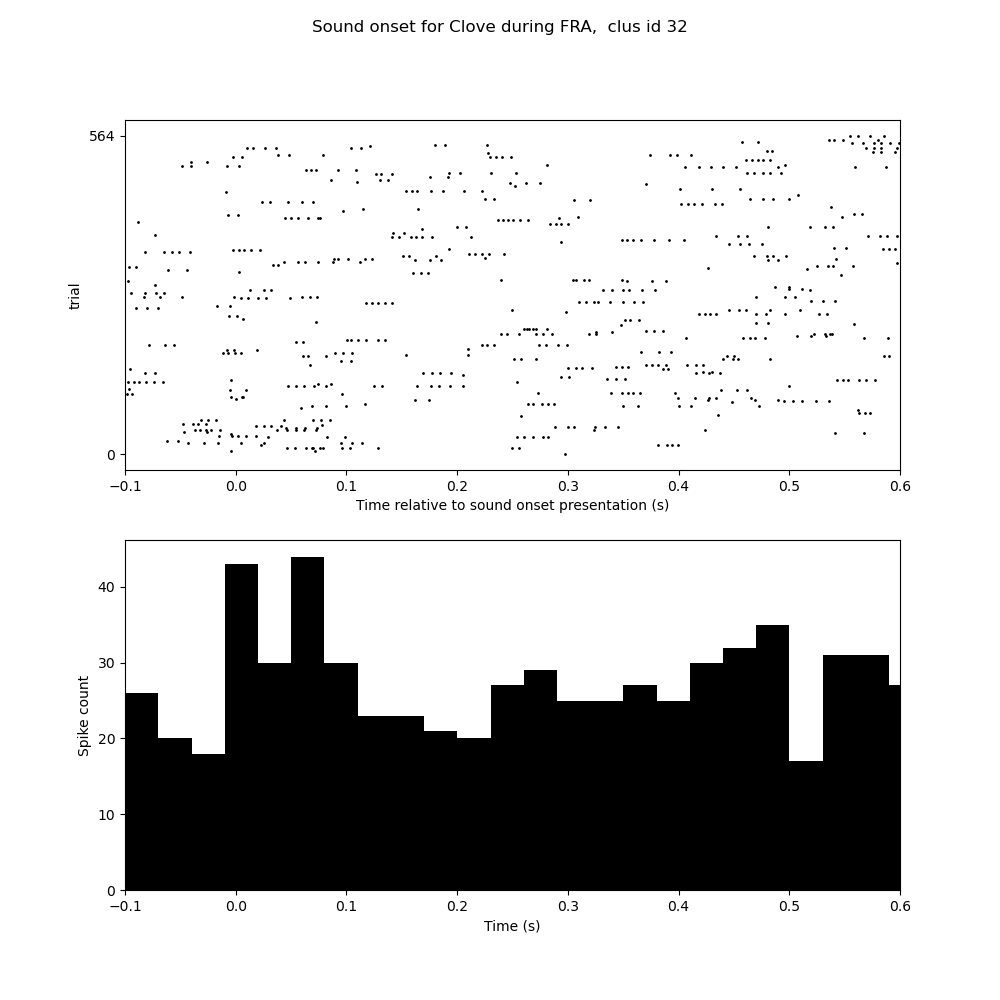 Sound onset for Clove during FRA,  clus id 32
564
trial
0
−0.1 0.0 0.1 0.2 0.3 0.4 0.5 0.6
Time relative to sound onset presentation (s)
40
30
Spike count
20
10
0
−0.1 0.0 0.1 0.2 0.3 0.4 0.5 0.6
Time (s)